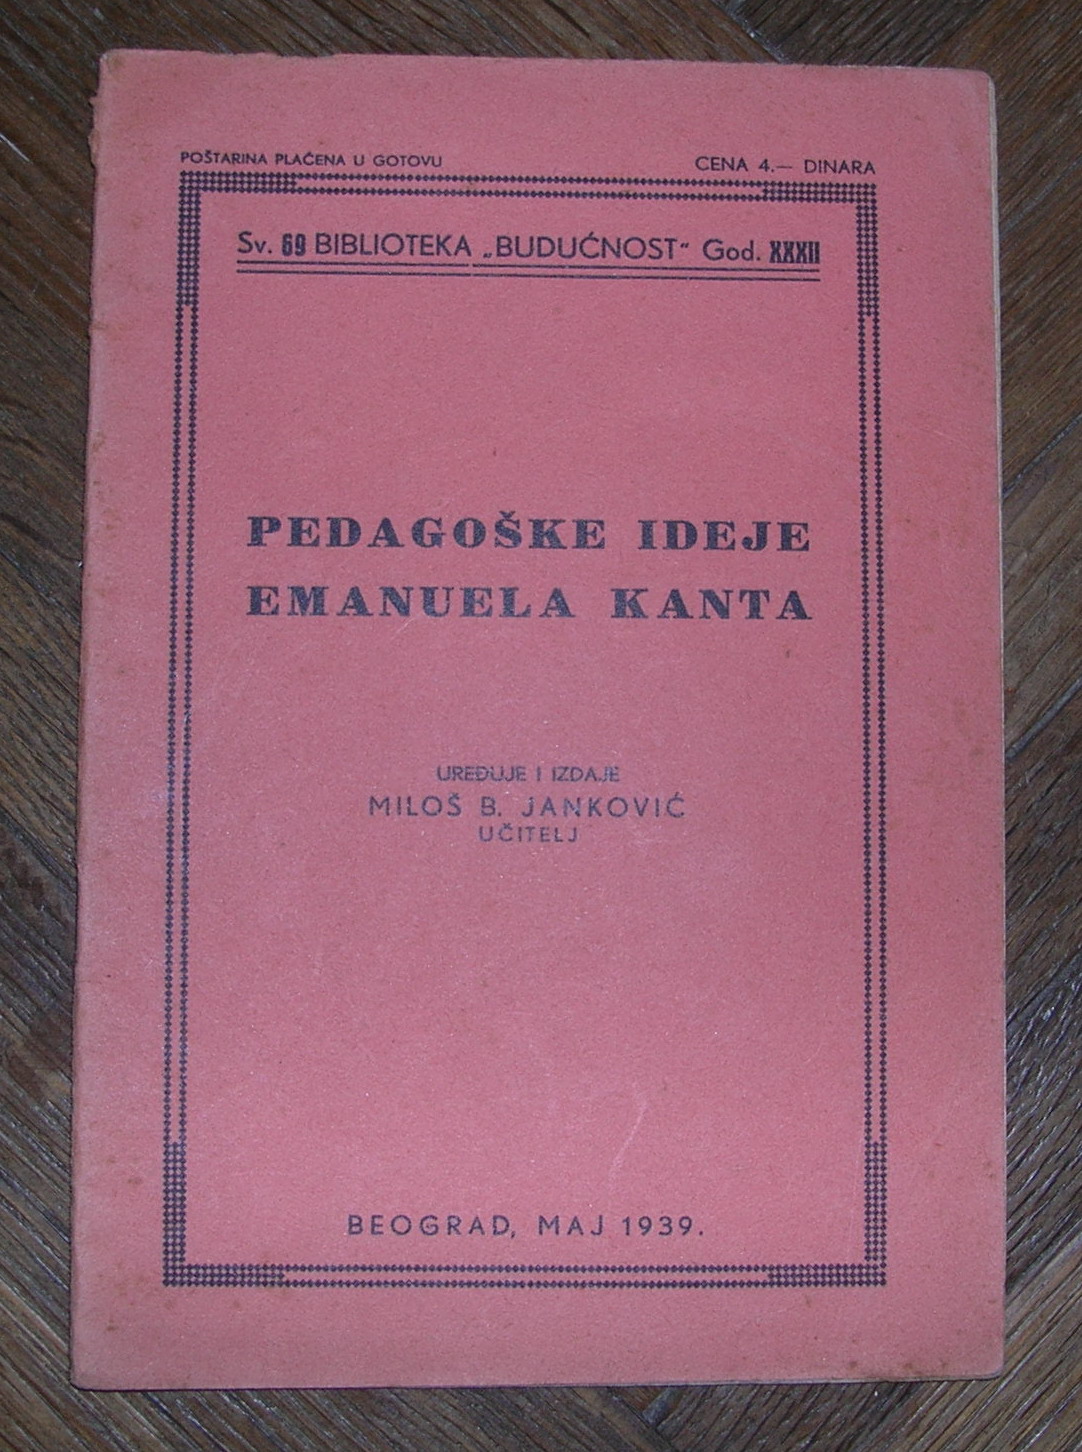 POŠTARINA PLAĆENA U GOTOVU
CENA 4.— DINARA
Sv. 69 BIBLIOTEKA „BUDUĆNOST" God. XXXII
PEDAGOŠKE IDEJE
EMANUELA KANTA
UREĐUJE I IZDAJE
MILOŠ B. JANKOVIĆ
UČITELJ
BEOGRAD, MAJ 1939.